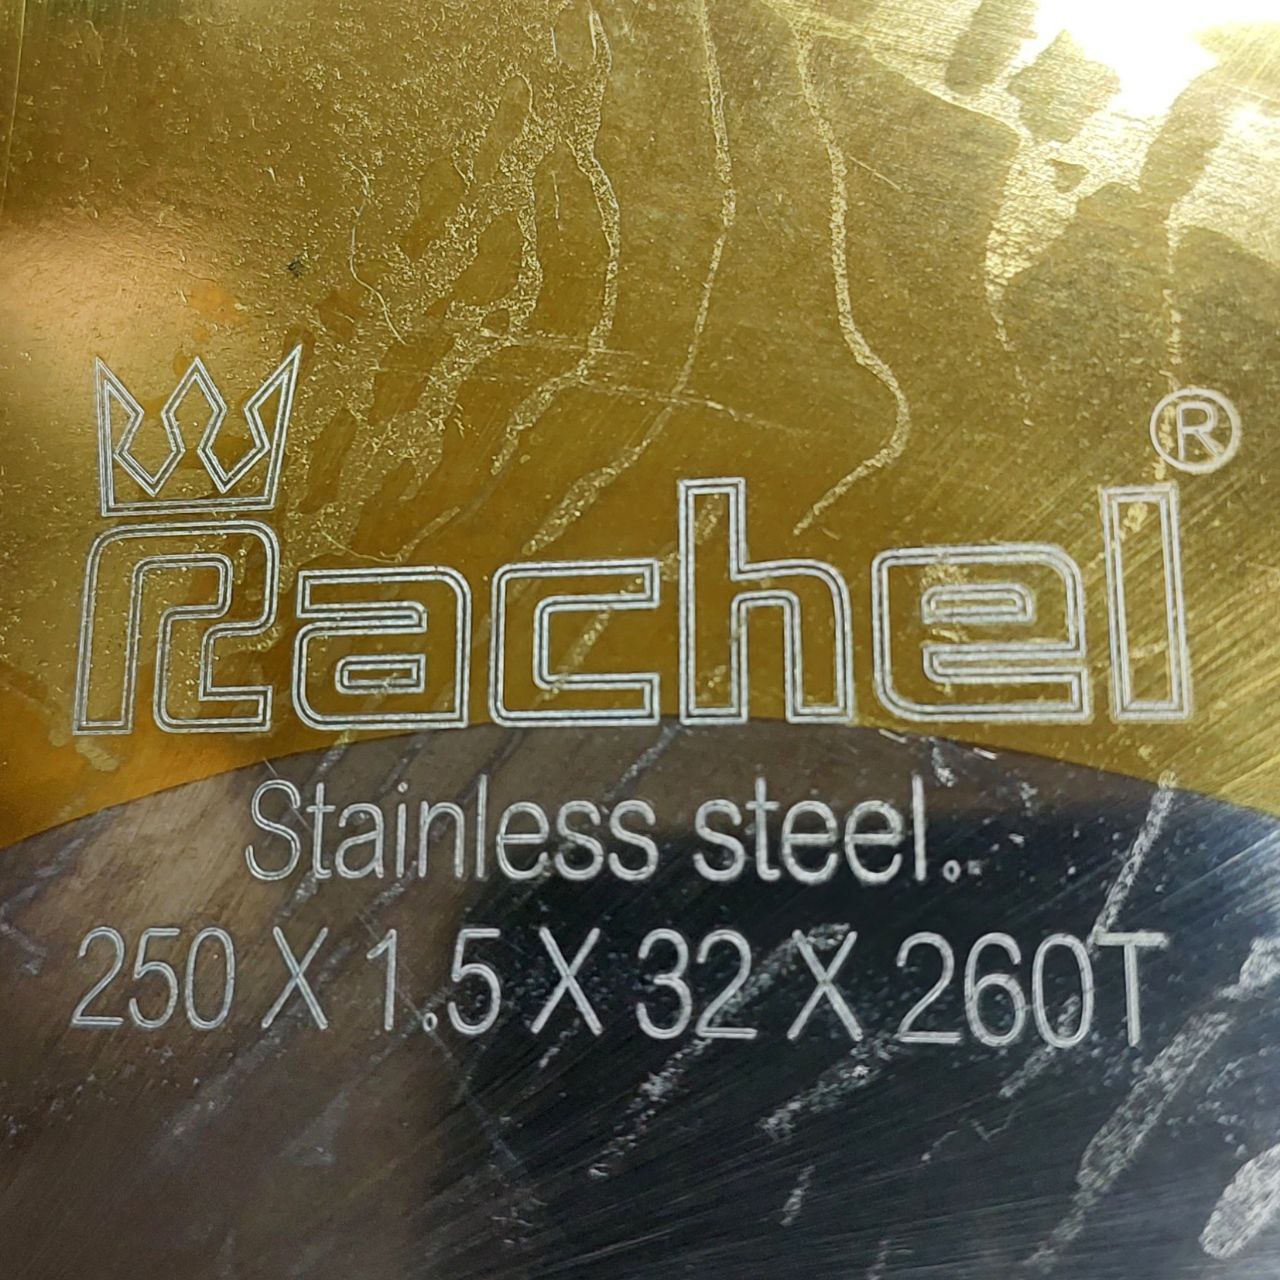 Rachel®
Stainless steel.
250 X 1.5 X 32 X 260T